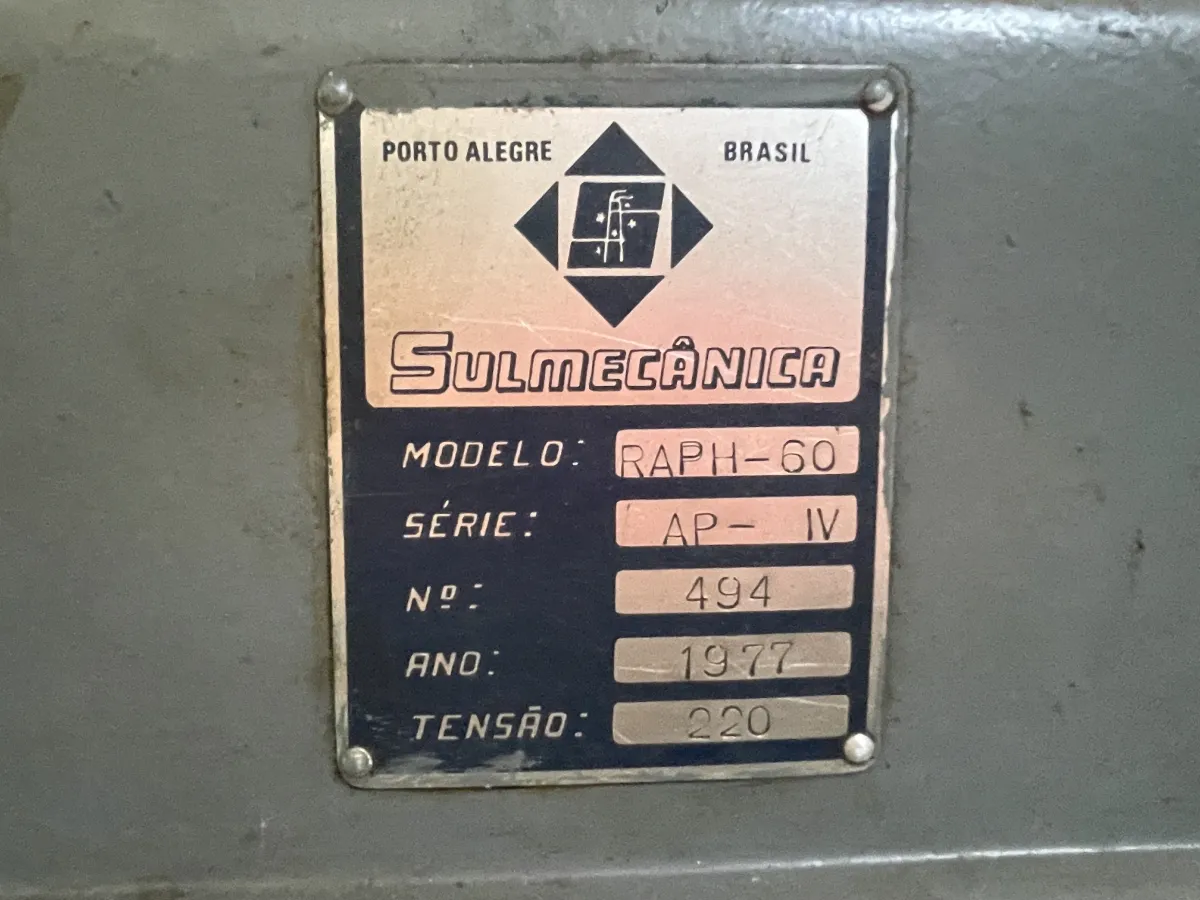 PORTO ALEGRE BRASIL
SULMECÂNICA
MODELO: RAPH-60
SÉRIE: AP- IV
Nº: 494
ANO: 1977
TENSÃO: 220